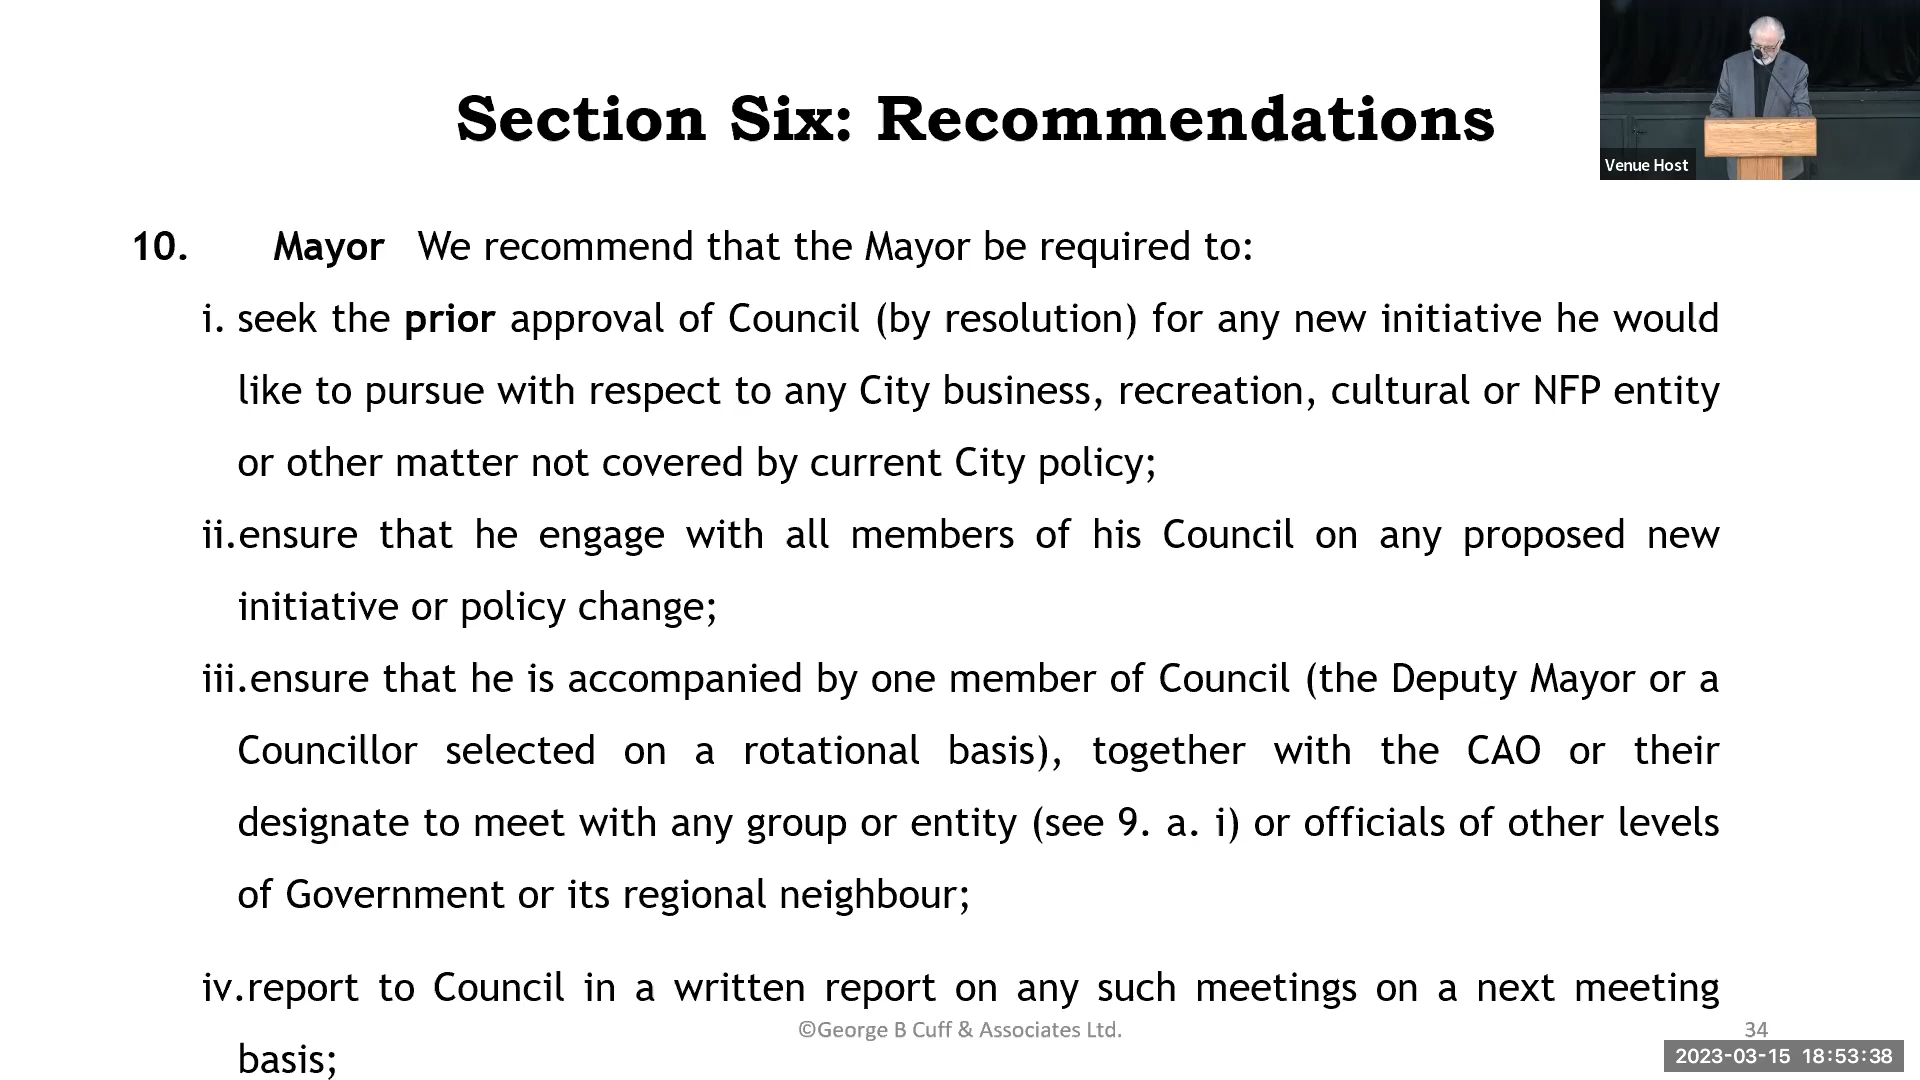 Section Six: Recommendations
Venue Host
10. Mayor We recommend that the Mayor be required to:
i. seek the prior approval of Council (by resolution) for any new initiative he would
like to pursue with respect to any City business, recreation, cultural or NFP entity
or other matter not covered by current City policy;
ii.ensure that he engage with all members of his Council on any proposed new
initiative or policy change;
iii.ensure that he is accompanied by one member of Council (the Deputy Mayor or a
Councillor selected on a rotational basis), together with the CAO or their
designate to meet with any group or entity (see 9. a. i) or officials of other levels
of Government or its regional neighbour;
iv.report to Council in a written report on any such meetings on a next meeting
basis;
©George B Cuff & Associates Ltd.
34
2023-03-15 18:53:38